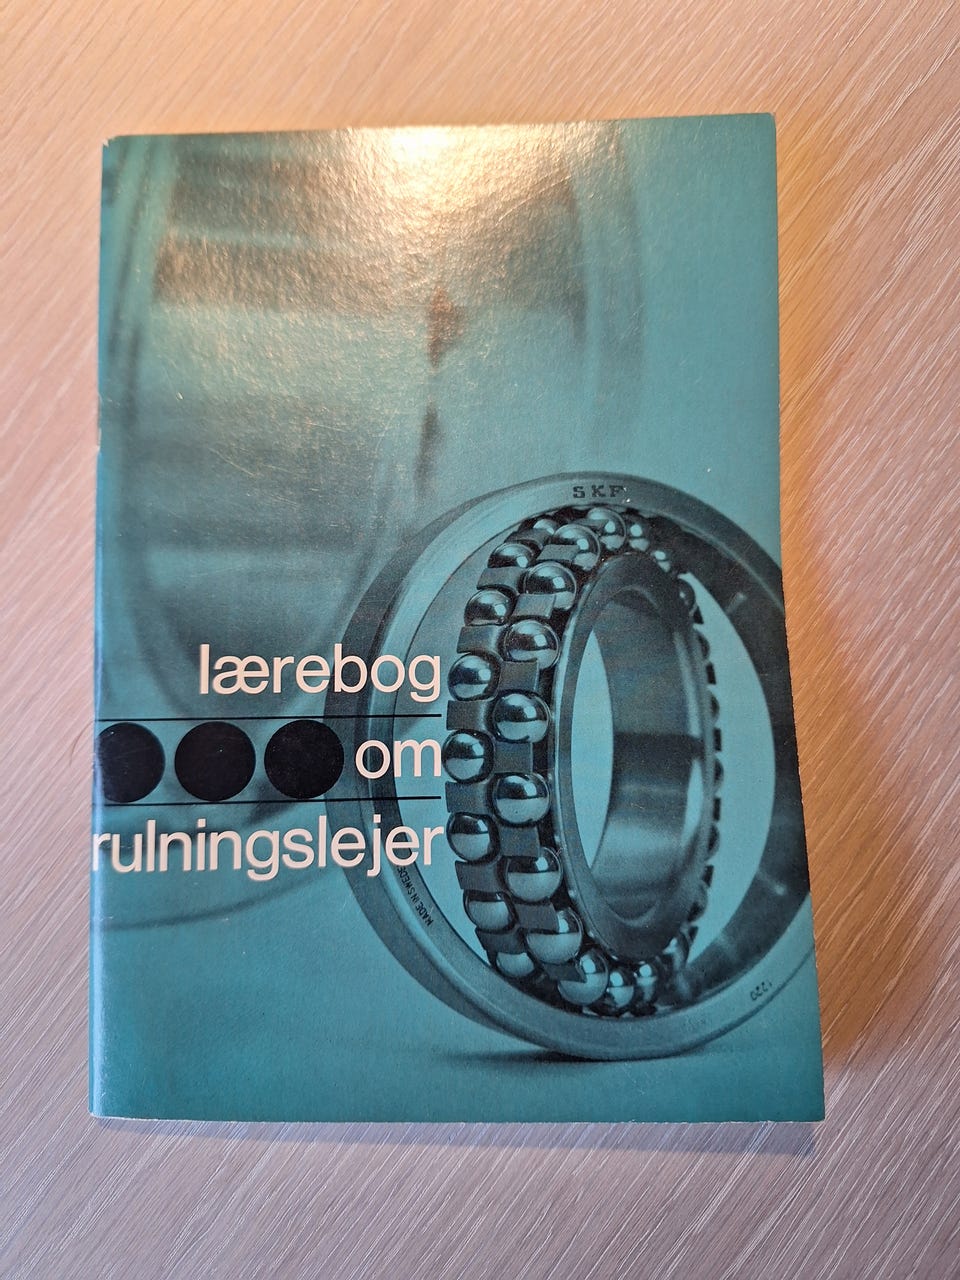 SKF
lærebog
om
rulningslejer
MADE IN SWEDEN
1220